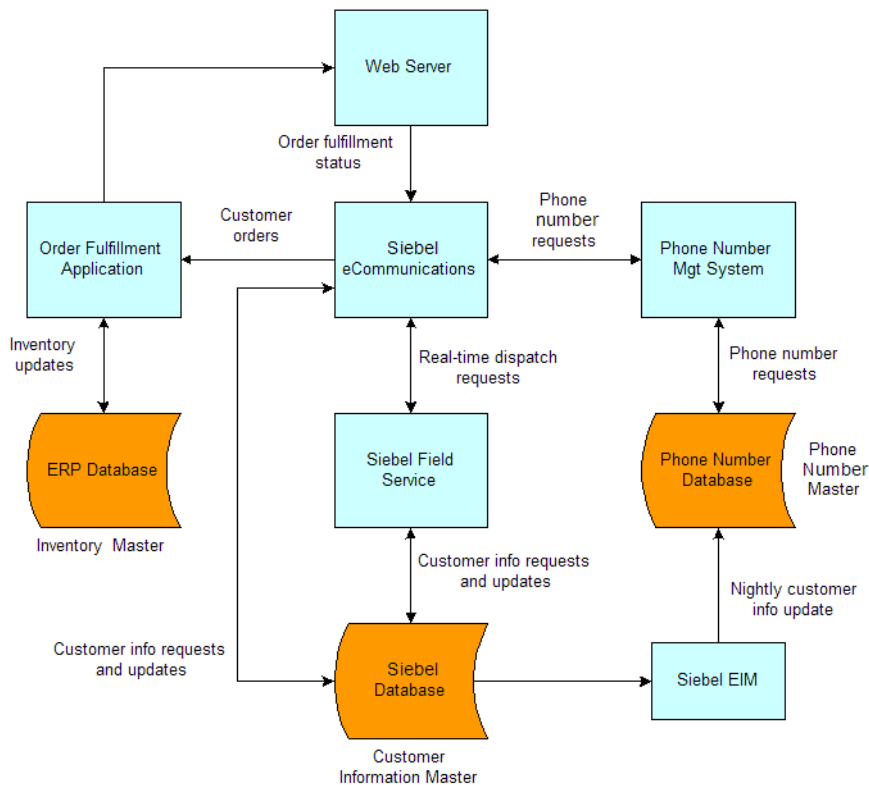 Web Server
Order fulfillment
status
Customer
orders
Phone
number
requests
Order Fulfillment
Application
Siebel
eCommunications
Phone Number
Mgt System
Inventory
updates
Real-time dispatch
requests
Phone number
requests
ERP Database
Siebel Field
Service
Phone Number
Database
Phone
Number
Master
Inventory Master
Customer info requests
and updates
Nightly customer
info update
Customer info requests
and updates
Siebel
Database
Siebel EIM
Customer
Information Master